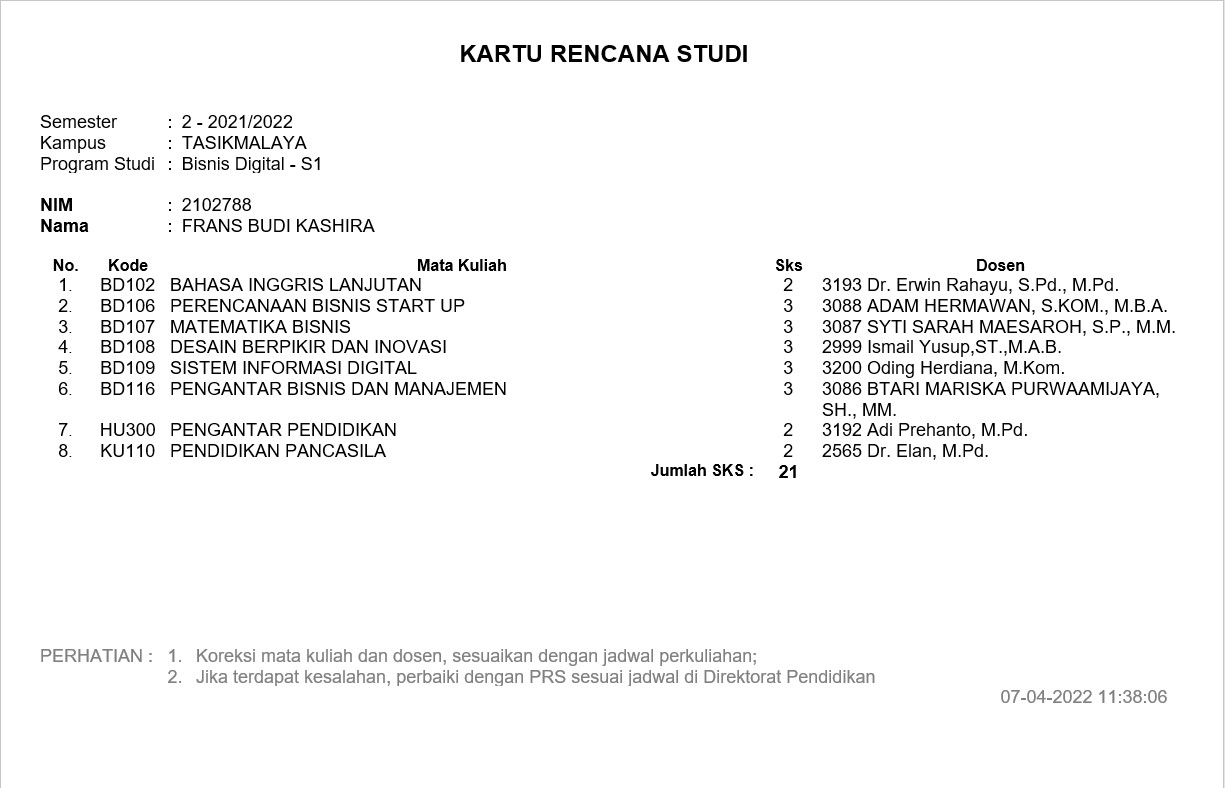 KARTU RENCANA STUDI
Semester : 2 - 2021/2022
Kampus : TASIKMALAYA
Program Studi : Bisnis Digital - S1
NIM : 2102788
Nama : FRANS BUDI KASHIRA
No. Kode Mata Kuliah Sks Dosen
1. BD102 BAHASA INGGRIS LANJUTAN 2 3193 Dr. Erwin Rahayu, S.Pd., M.Pd.
2. BD106 PERENCANAAN BISNIS START UP 3 3088 ADAM HERMAWAN, S.KOM., M.B.A.
3. BD107 MATEMATIKA BISNIS 3 3087 SYTI SARAH MAESAROH, S.P., M.M.
4. BD108 DESAIN BERPIKIR DAN INOVASI 3 2999 Ismail Yusup,ST.,M.A.B.
5. BD109 SISTEM INFORMASI DIGITAL 3 3200 Oding Herdiana, M.Kom.
6. BD116 PENGANTAR BISNIS DAN MANAJEMEN 3 3086 BTARI MARISKA PURWAAMIJAYA,
SH., MM.
7. HU300 PENGANTAR PENDIDIKAN 2 3192 Adi Prehanto, M.Pd.
8. KU110 PENDIDIKAN PANCASILA 2 2565 Dr. Elan, M.Pd.
Jumlah SKS : 21
PERHATIAN : 1. Koreksi mata kuliah dan dosen, sesuaikan dengan jadwal perkuliahan;
2. Jika terdapat kesalahan, perbaiki dengan PRS sesuai jadwal di Direktorat Pendidikan
07-04-2022 11:38:06